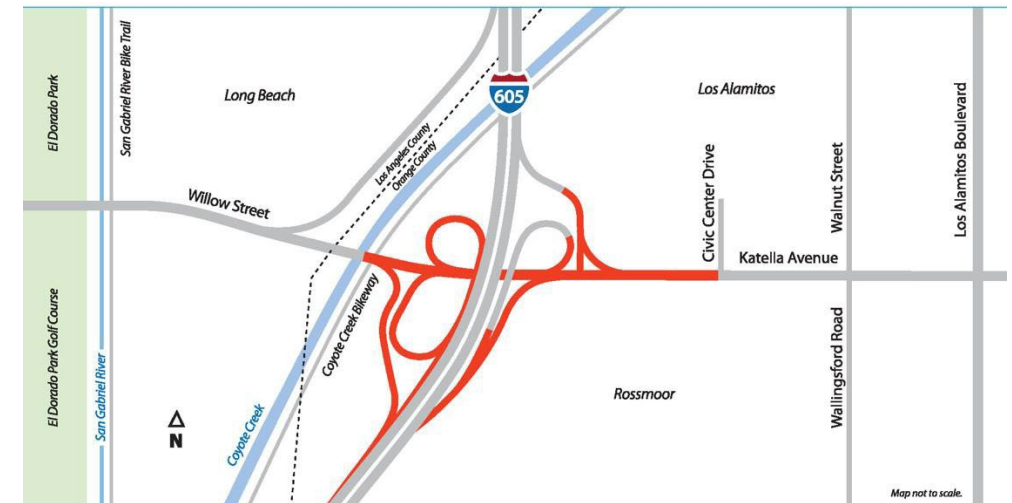 El Dorado Park
San Gabriel River Bike Trail
Long Beach
605
Los Alamitos
Los Angeles County
Orange County
Civic Center Drive
Walnut Street
Los Alamitos Boulevard
Willow Street
Katella Avenue
El Dorado Park Golf Course
San Gabriel River
Coyote Creek
Coyote Creek Bikeway
Rossmoor
Wallingsford Road
N
Map not to scale.